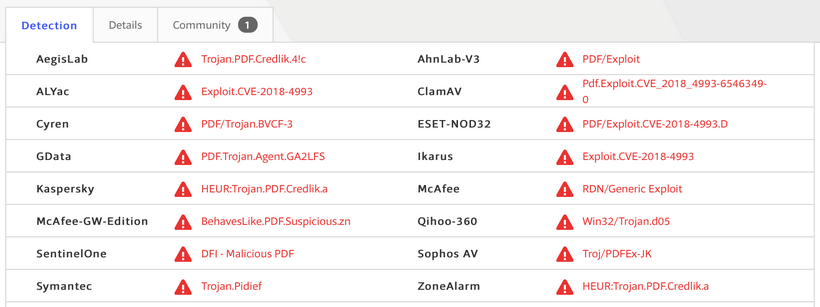 Detection Details Community 1
AegisLab Trojan.PDF.Credlik.4!c AhnLab-V3 PDF/Exploit
ALYac Exploit.CVE-2018-4993 ClamAV Pdf.Exploit.CVE_2018_4993-6546349-
0
Cyren PDF/Trojan.BVCF-3 ESET-NOD32 PDF/Exploit.CVE-2018-4993.D
GData PDF.Trojan.Agent.GA2LFS Ikarus Exploit.CVE-2018-4993
Kaspersky HEUR:Trojan.PDF.Credlik.a McAfee RDN/Generic Exploit
McAfee-GW-Edition BehavesLike.PDF.Suspicious.zn Qihoo-360 Win32/Trojan.d05
SentinelOne DFI - Malicious PDF Sophos AV Troj/PDFEx-JK
Symantec Trojan.Pidief ZoneAlarm HEUR:Trojan.PDF.Credlik.a